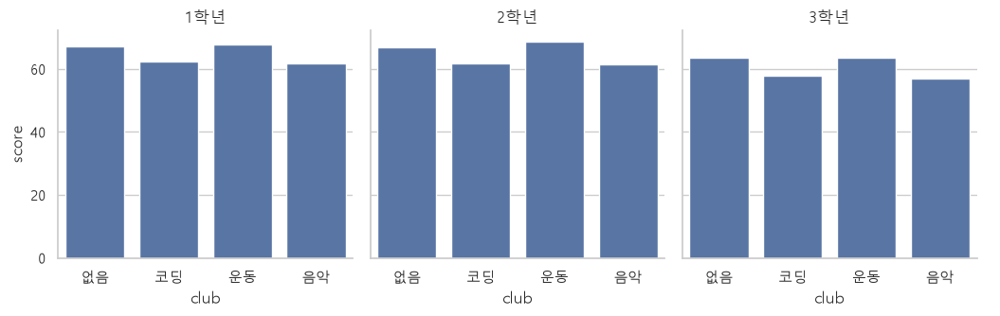 1학년 2학년 3학년
score
60
40
20
0
없음 코딩 운동 음악 없음 코딩 운동 음악 없음 코딩 운동 음악
club club club